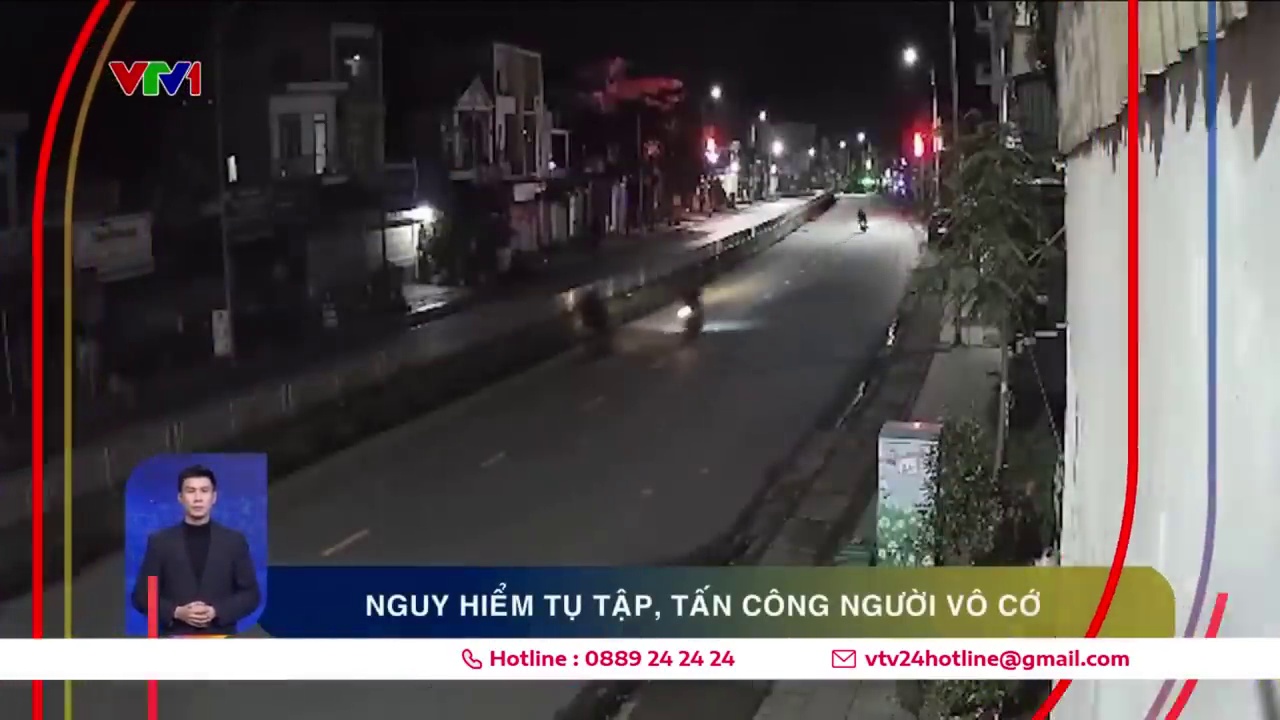 VTV1
NGUY HIỂM TỤ TẬP, TẤN CÔNG NGƯỜI VÔ CỚ
Hotline : 0889 24 24 24
vtv24hotline@gmail.com